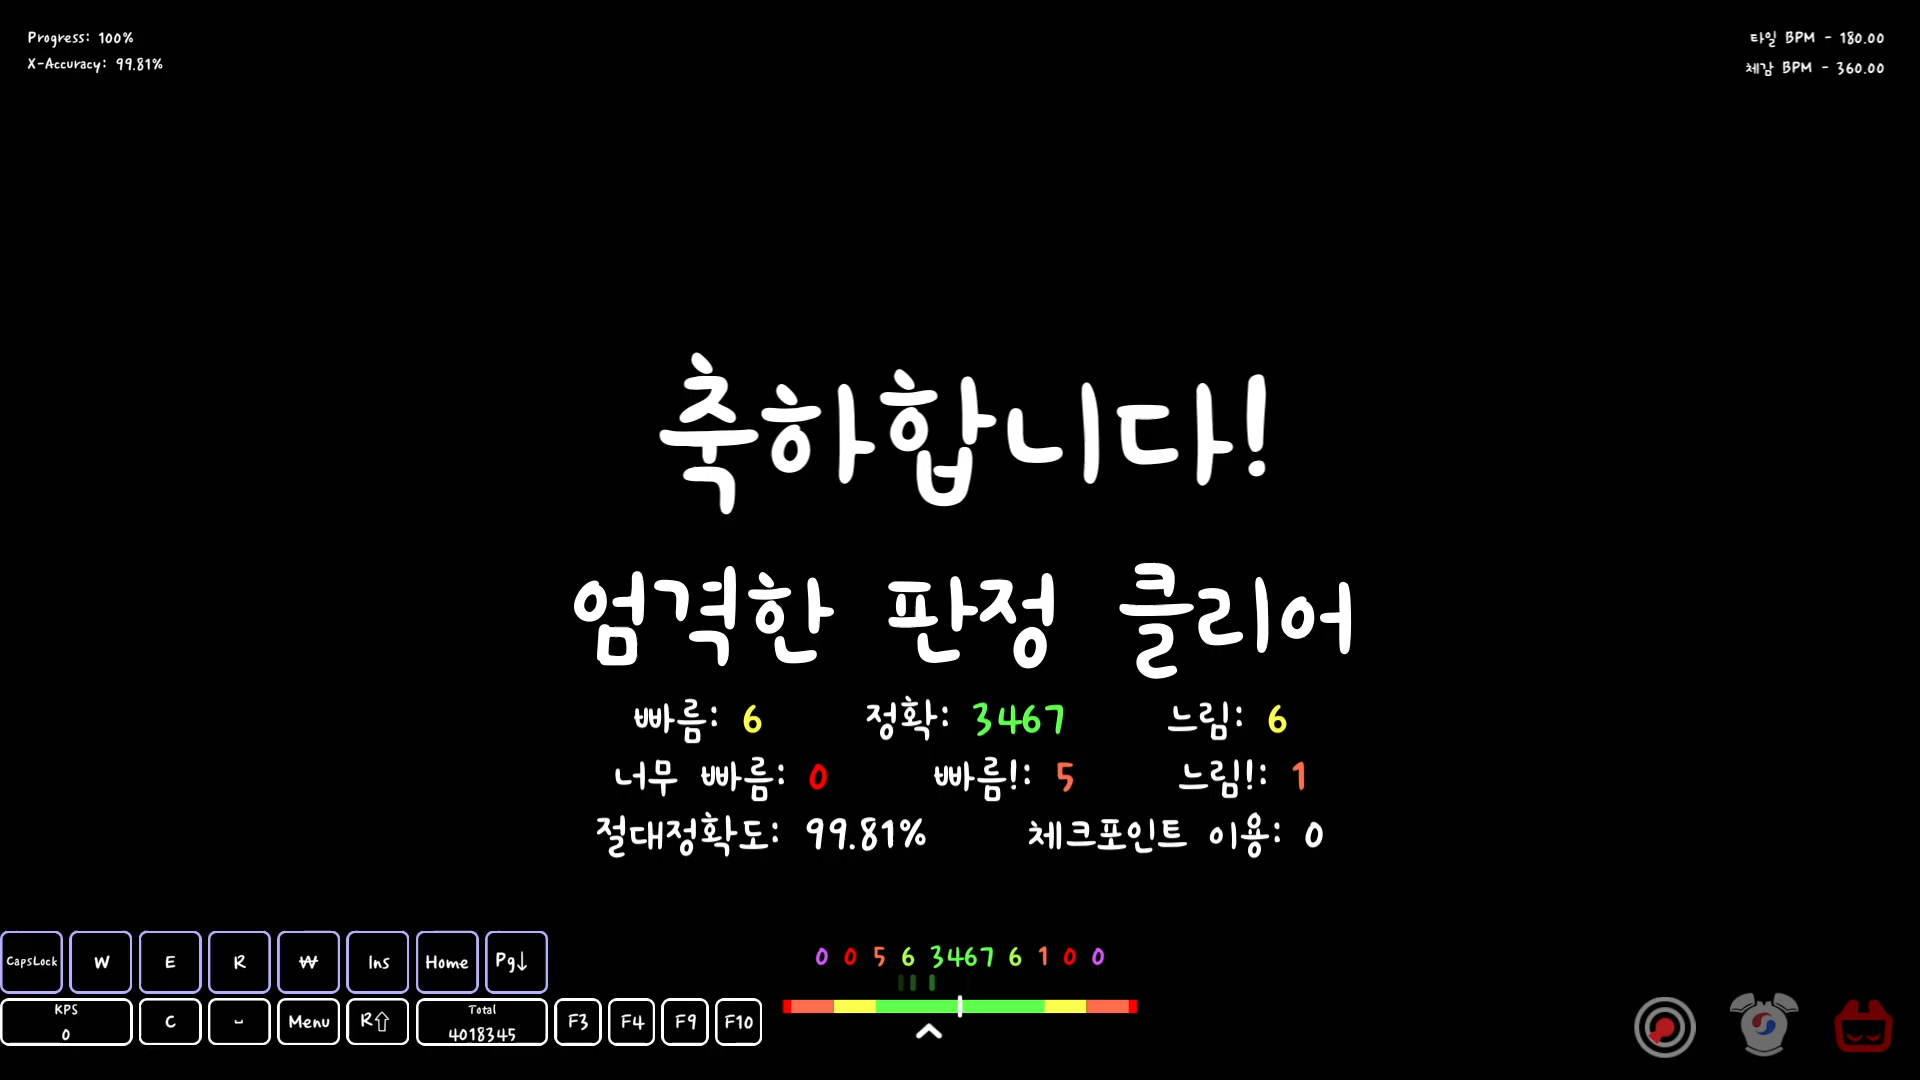 Progress: 100%
X-Accuracy: 99.81%
타일 BPM - 180.00
체감 BPM - 360.00
축하합니다!
엄격한 판정 클리어
빠름: 6 정확: 3467 느림: 6
너무 빠름: 0 빠름!: 5 느림!: 1
절대정확도: 99.81% 체크포인트 이용: 0
0 0 5 6 3467 6 1 0 0
CapsLock W E R ₩ Ins Home Pg↓
KPS
0
C ⎵ Menu R⇧
Total
4018345
F3 F4 F9 F10